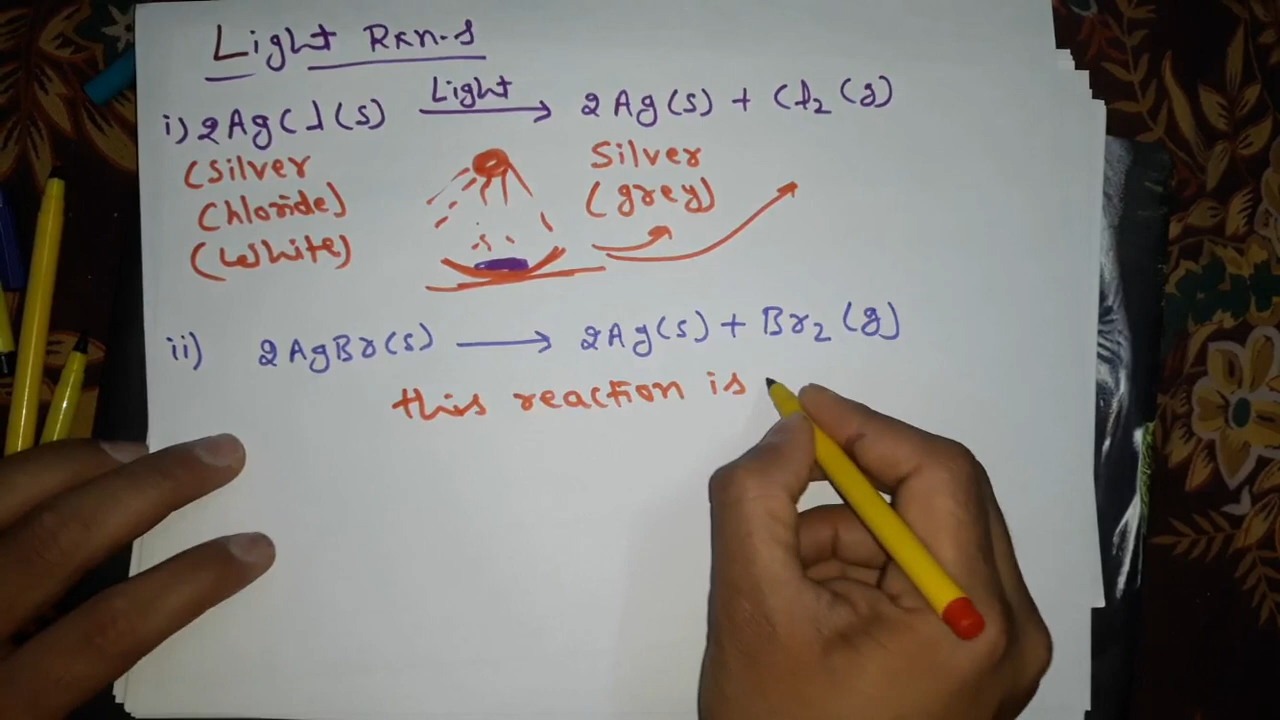 Light Rxn-s
i) 2AgCl(s) Light → 2Ag(s) + Cl₂(g)
(Silver Silver
Chloride) (grey)
(White)
ii) 2AgBr(s) → 2Ag(s) + Br₂(g)
this reaction is